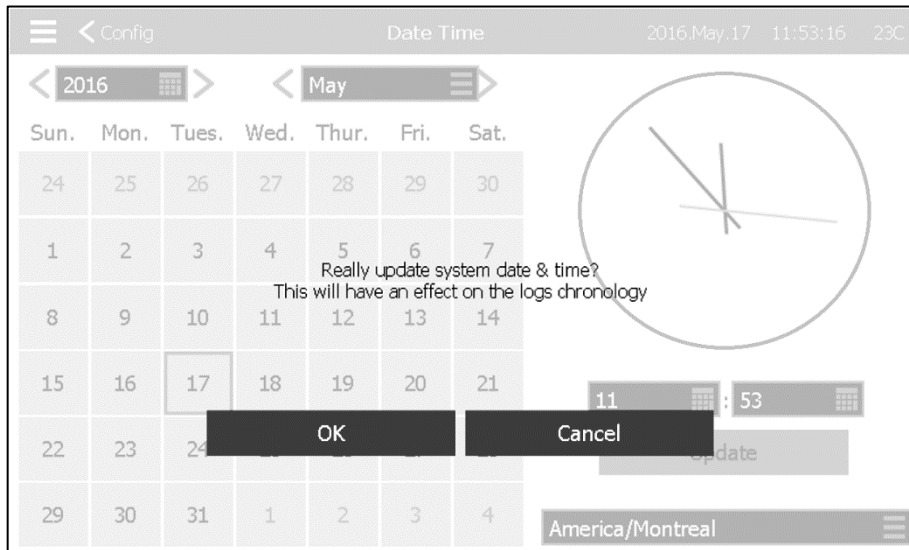 Config Date Time 2016.May.17 11:53:16 23C
2016 May
Sun. Mon. Tues. Wed. Thur. Fri. Sat.
24 25 26 27 28 29 30
1 2 3 4 5 6 7
Really update system date & time?
This will have an effect on the logs chronology
8 9 10 11 12 13 14
15 16 17 18 19 20 21
11 : 53
OK Cancel
22 23 24
Update
29 30 31 1 2 3 4
America/Montreal